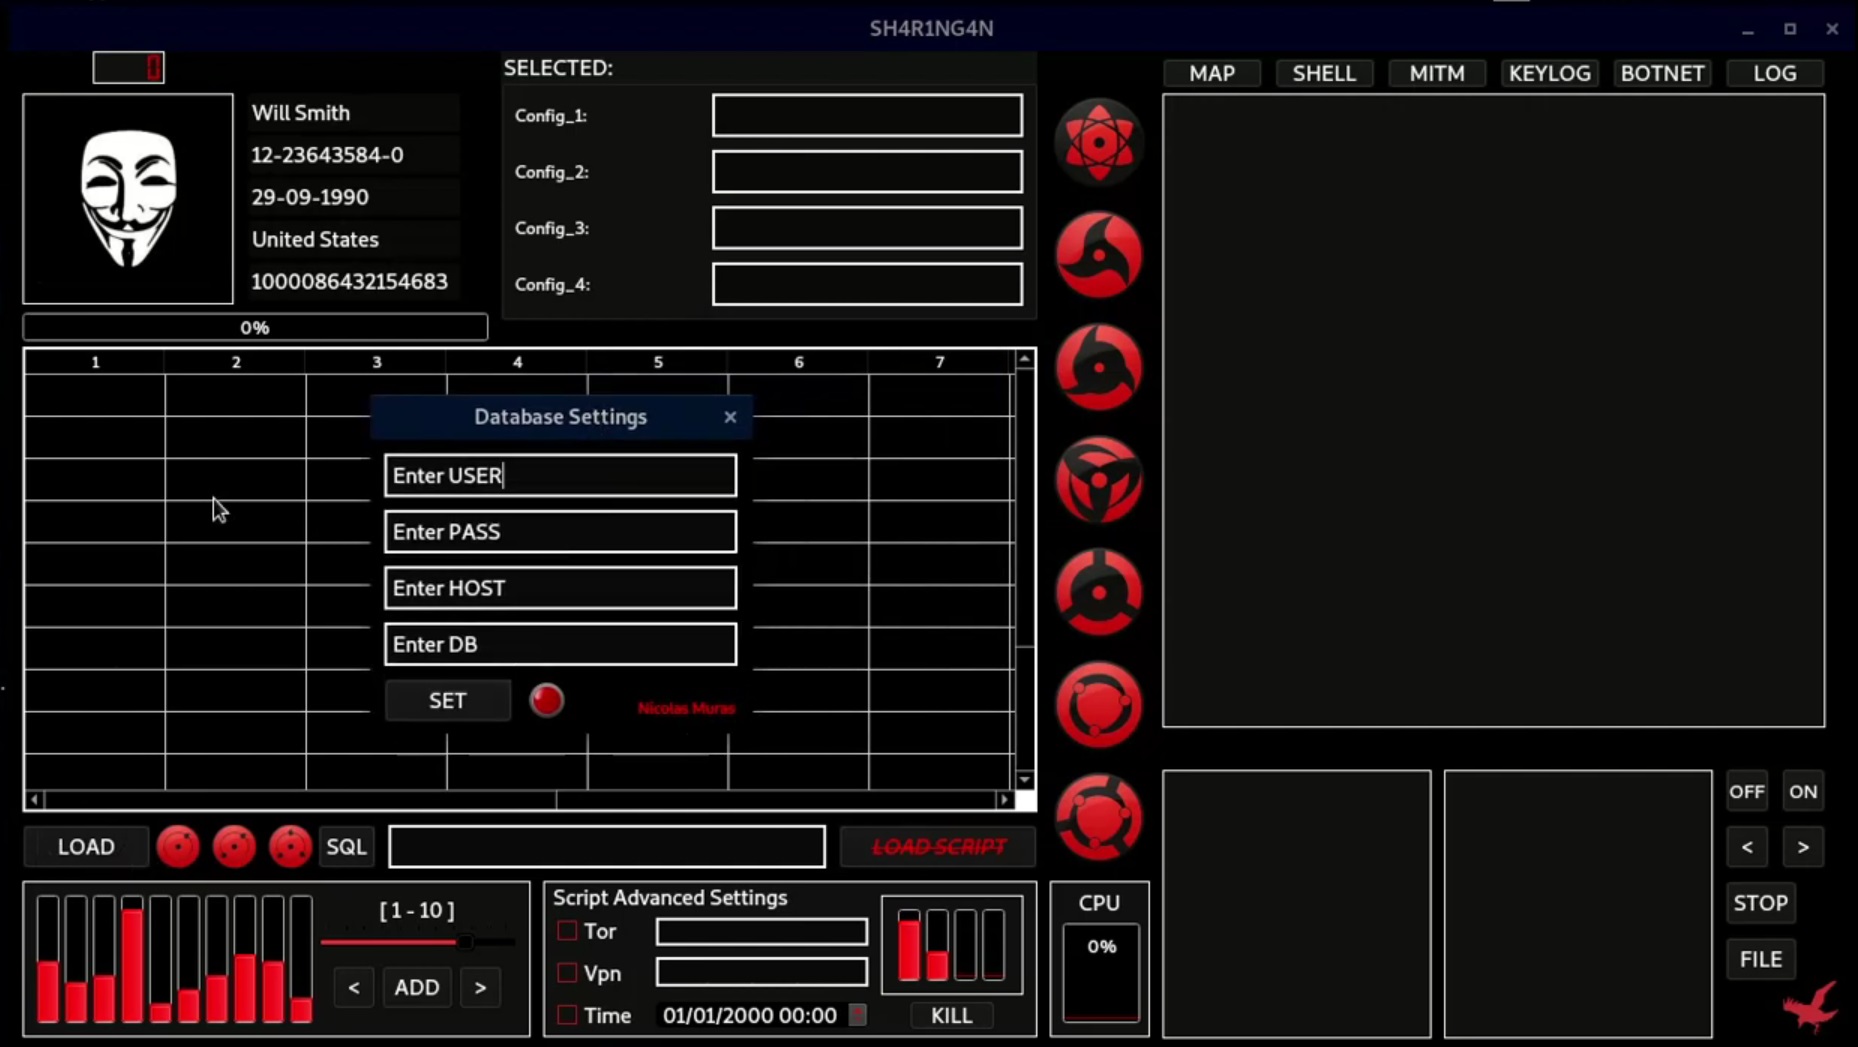 SH4R1NG4N
0
SELECTED:
MAP SHELL MITM KEYLOG BOTNET LOG
Will Smith
12-23643584-0
29-09-1990
United States
1000086432154683
0%
Config_1:
Config_2:
Config_3:
Config_4:
1 2 3 4 5 6 7
Database Settings
Enter USER
Enter PASS
Enter HOST
Enter DB
SET
Nicolas Muras
LOAD SQL LOAD SCRIPT
[ 1 - 10 ]
< ADD >
Script Advanced Settings
Tor
Vpn
Time 01/01/2000 00:00
KILL
CPU
0%
OFF ON
< >
STOP
FILE